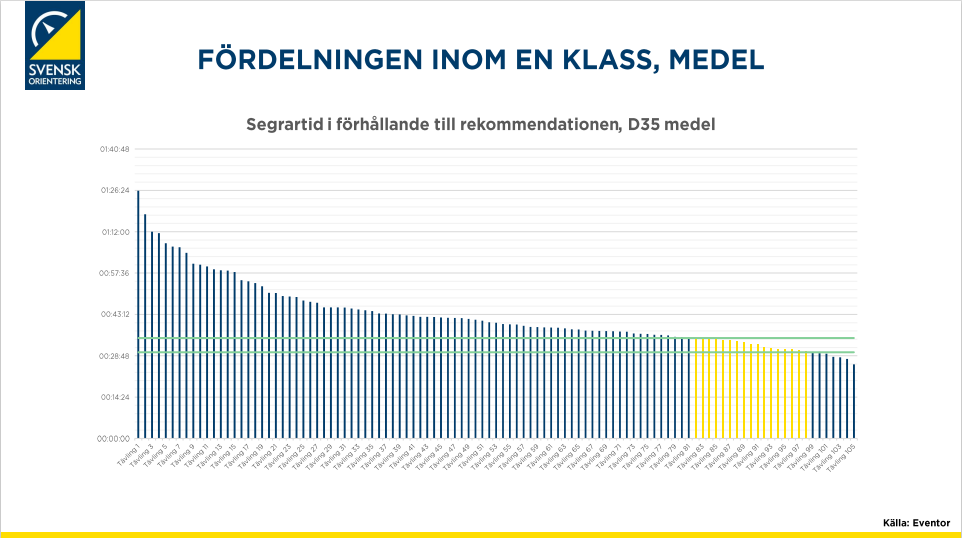 SVENSK
ORIENTERING
FÖRDELNINGEN INOM EN KLASS, MEDEL
Segrartid i förhållande till rekommendationen, D35 medel
01:40:48
01:26:24
01:12:00
00:57:36
00:43:12
00:28:48
00:14:24
00:00:00
Tävling 1
Tävling 3
Tävling 5
Tävling 7
Tävling 9
Tävling 11
Tävling 13
Tävling 15
Tävling 17
Tävling 19
Tävling 21
Tävling 23
Tävling 25
Tävling 27
Tävling 29
Tävling 31
Tävling 33
Tävling 35
Tävling 37
Tävling 39
Tävling 41
Tävling 43
Tävling 45
Tävling 47
Tävling 49
Tävling 51
Tävling 53
Tävling 55
Tävling 57
Tävling 59
Tävling 61
Tävling 63
Tävling 65
Tävling 67
Tävling 69
Tävling 71
Tävling 73
Tävling 75
Tävling 77
Tävling 79
Tävling 81
Tävling 83
Tävling 85
Tävling 87
Tävling 89
Tävling 91
Tävling 93
Tävling 95
Tävling 97
Tävling 99
Tävling 101
Tävling 103
Tävling 105
Källa: Eventor